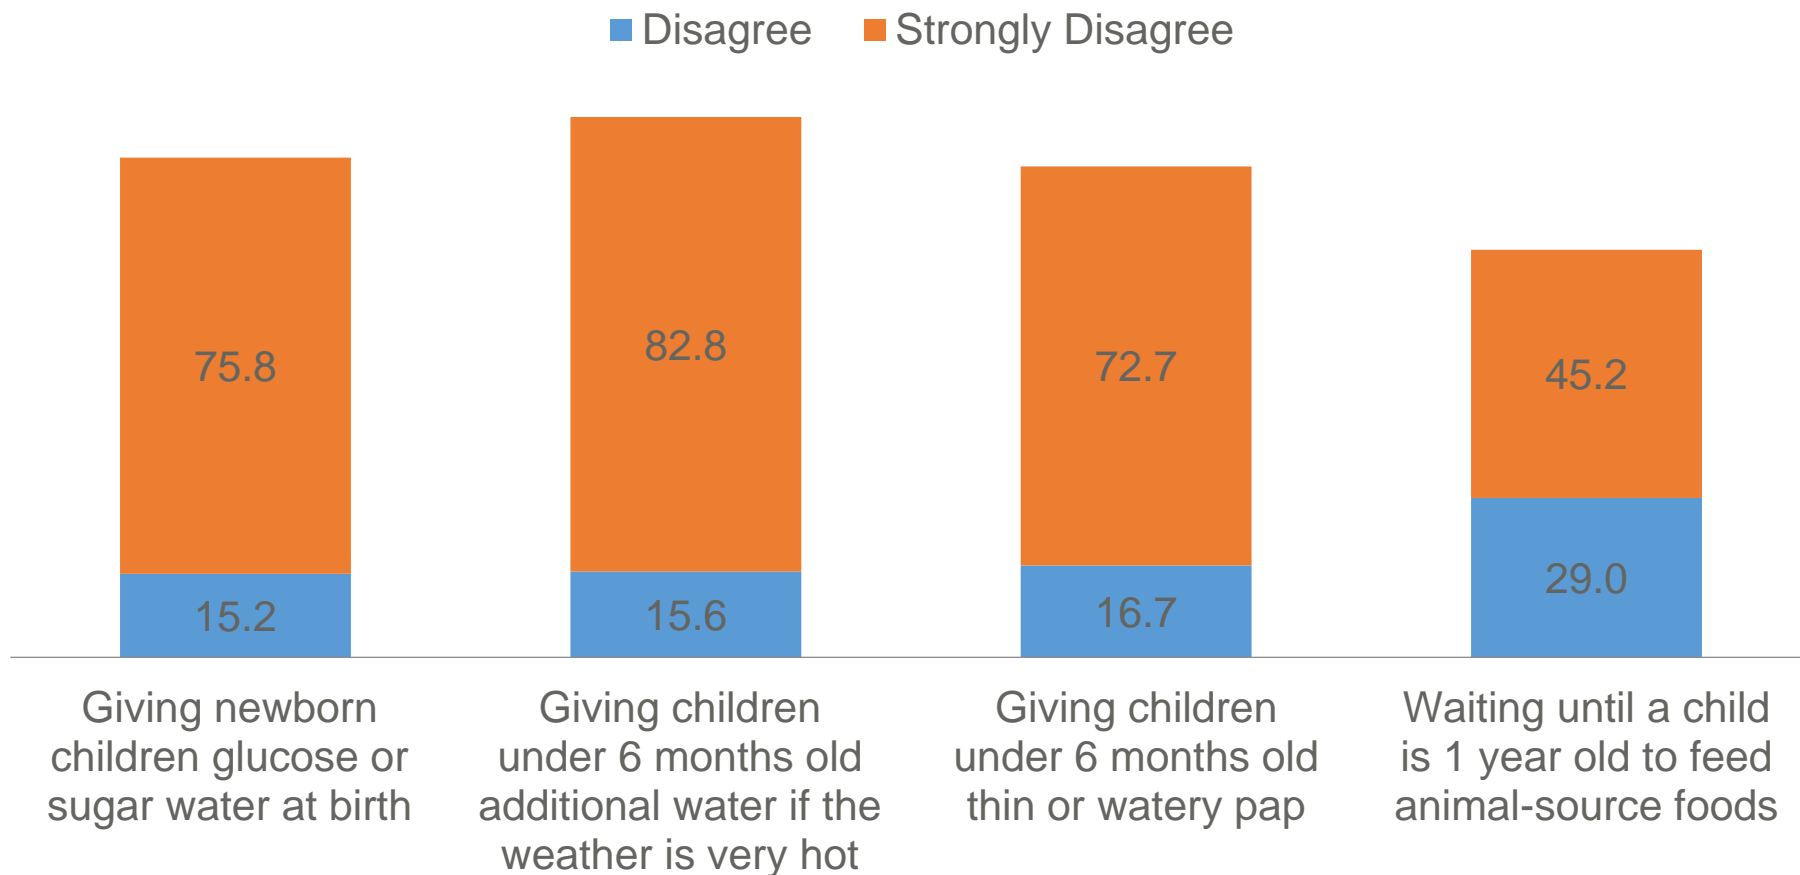 Disagree Strongly Disagree
75.8
82.8
72.7
45.2
15.2
15.6
16.7
29.0
Giving newborn
children glucose or
sugar water at birth
Giving children
under 6 months old
additional water if the
weather is very hot
Giving children
under 6 months old
thin or watery pap
Waiting until a child
is 1 year old to feed
animal-source foods